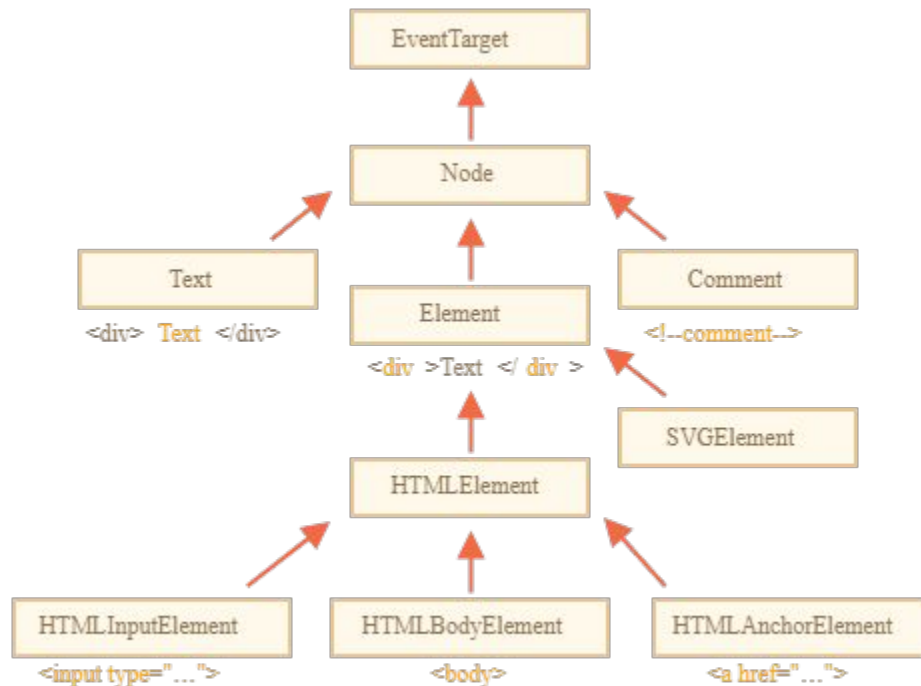 EventTarget
Node
Text
Element
Comment
<div> Text </div>
<!--comment-->
<div >Text </ div >
SVGElement
HTMLElement
HTMLInputElement
HTMLBodyElement
HTMLAnchorElement
<input type="...">
<body>
<a href="...">